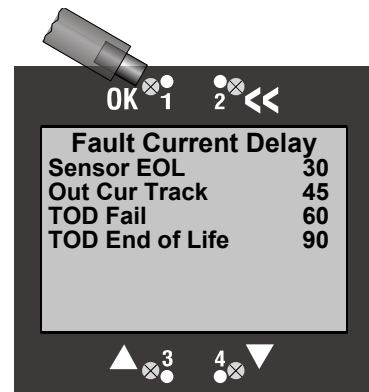 OK 1 2 <<
Fault Current Delay
Sensor EOL 30
Out Cur Track 45
TOD Fail 60
TOD End of Life 90
3 4